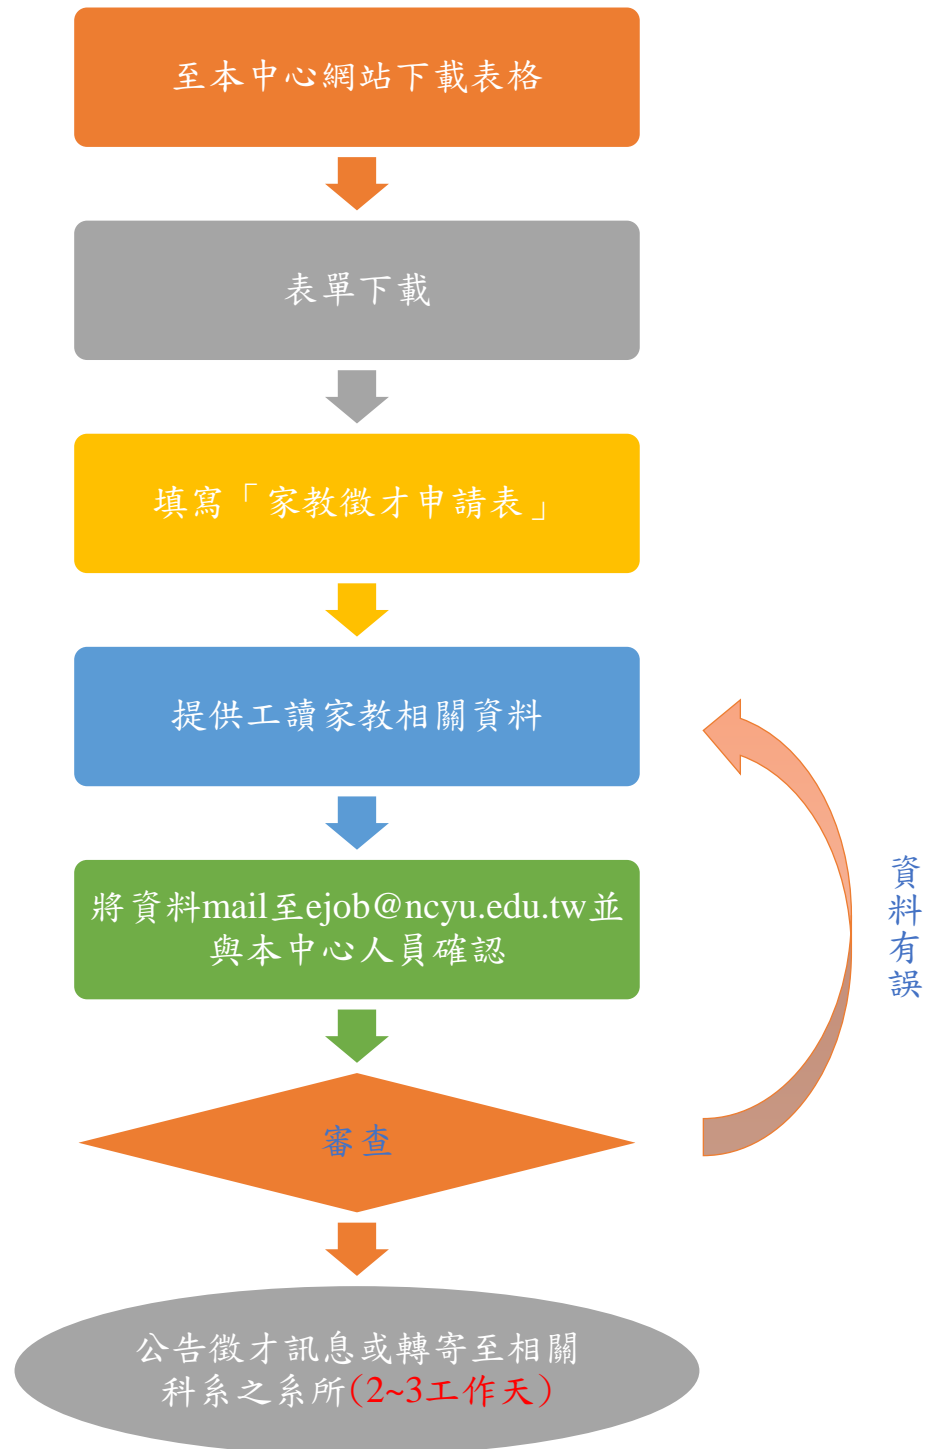 至本中心網站下載表格
表單下載
填寫「家教徵才申請表」
提供工讀家教相關資料
將資料mail至ejob@ncyu.edu.tw並
與本中心人員確認
資料有誤
審查
公告徵才訊息或轉寄至相關
科系之系所(2~3工作天)